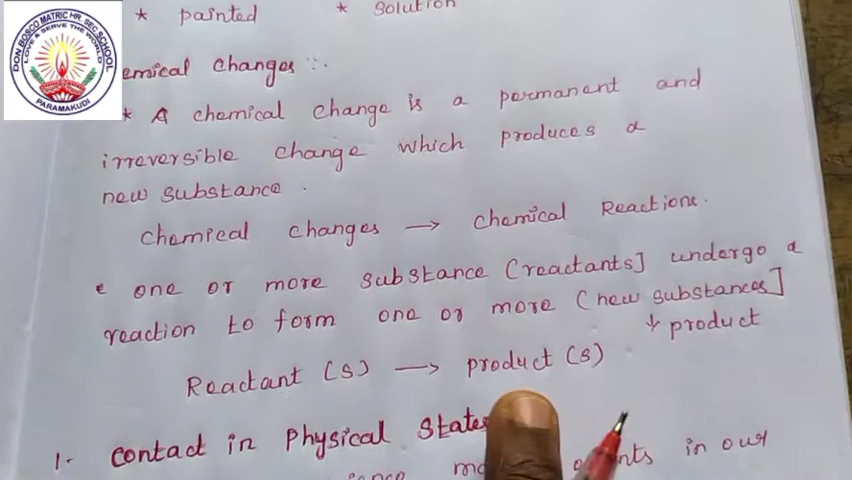 DON BOSCO MATRIC HR. SEC. SCHOOL
LOVE & SERVE THE WORLD
PARAMAKUDI
* painted * solution
emical changes :-
* A chemical change is a permanent and
irreversible change which produces a
new substance.
chemical changes → chemical Reactions.
* one or more substance (reactants] undergo a
reaction to form one or more (new substances]
↓ product
Reactant (s) → product (s)
1. contact in Physical States
in our